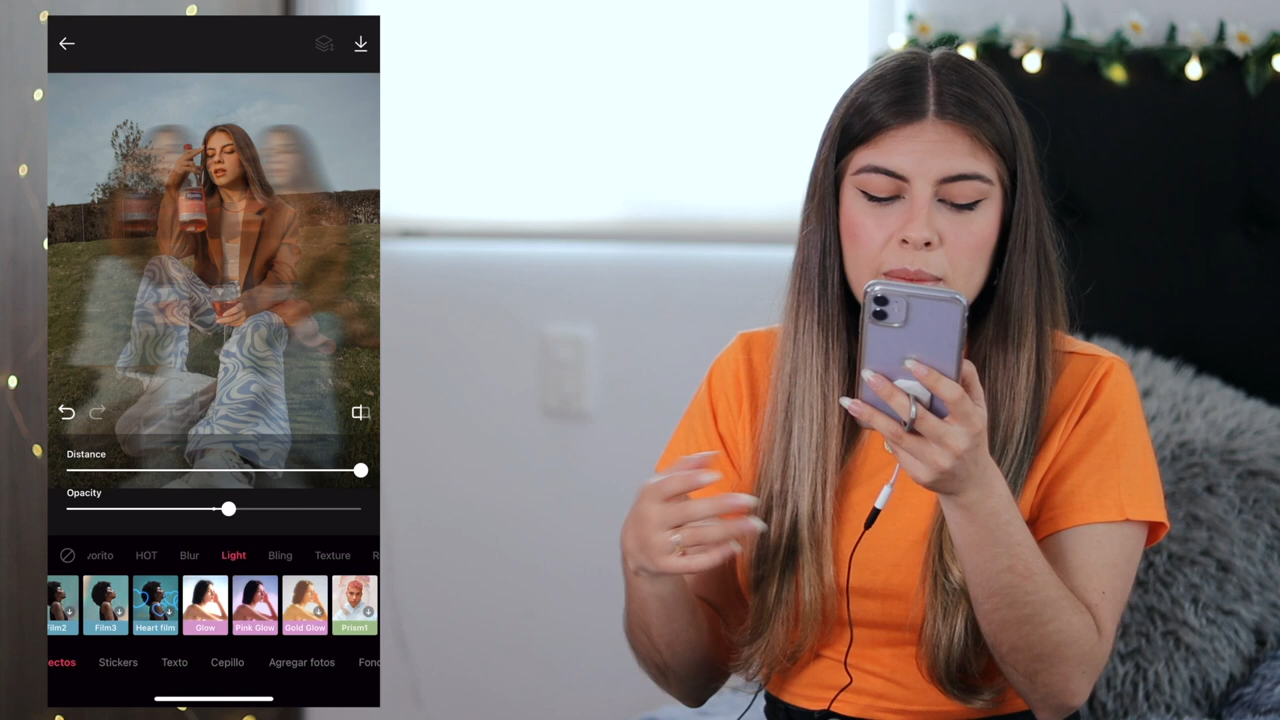 Distance
Opacity
vorito HOT Blur Light Bling Texture R
Film2 Film3 Heart film Glow Pink Glow Gold Glow Prism1
ectos Stickers Texto Cepillo Agregar fotos Fond